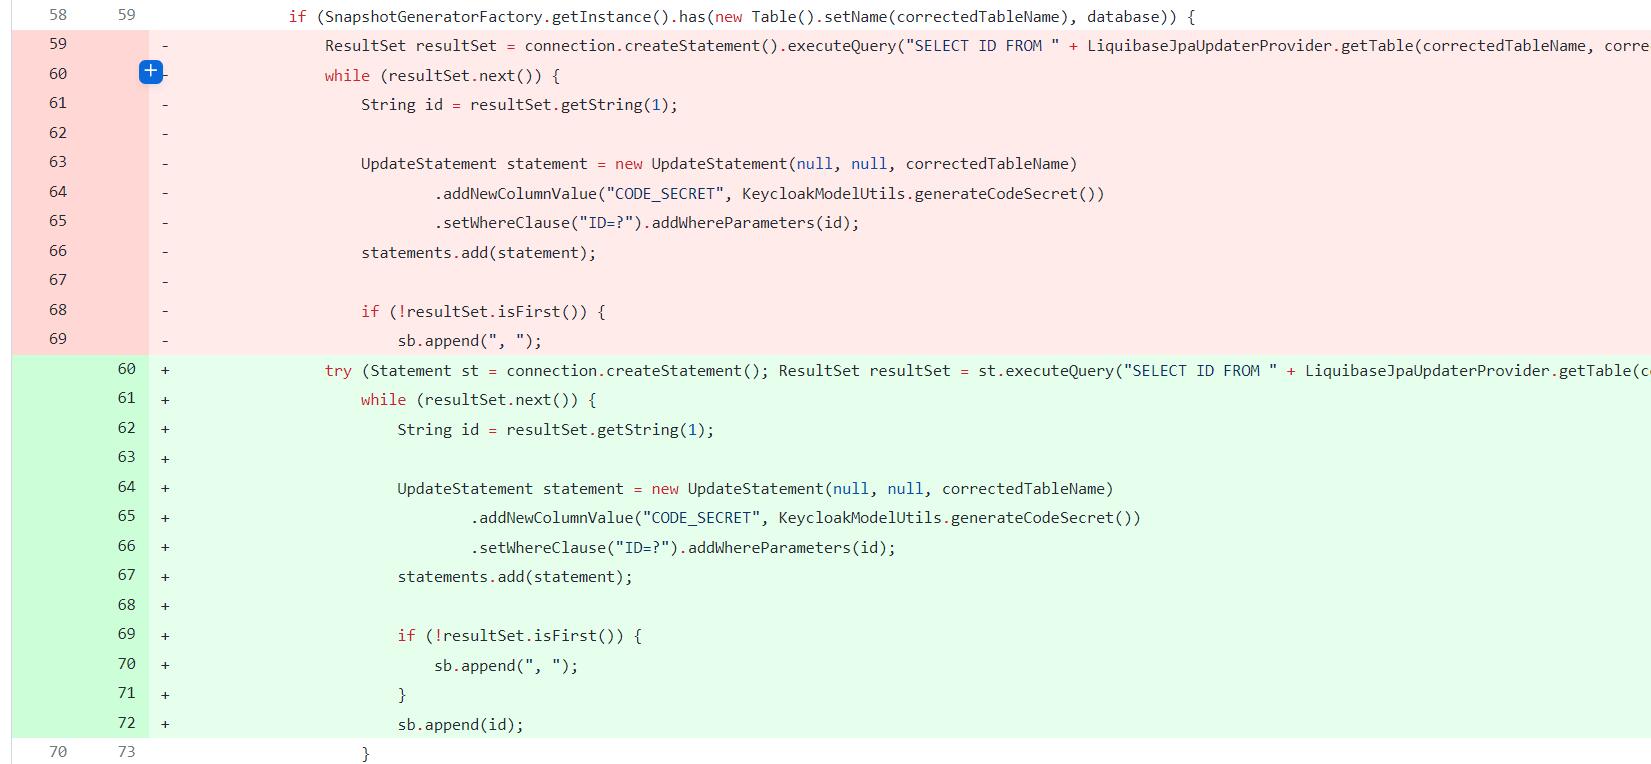 58 59 if (SnapshotGeneratorFactory.getInstance().has(new Table().setName(correctedTableName), database)) {
59 - ResultSet resultSet = connection.createStatement().executeQuery("SELECT ID FROM " + LiquibaseJpaUpdaterProvider.getTable(correctedTableName, corre
60 - while (resultSet.next()) {
61 - String id = resultSet.getString(1);
62 -
63 - UpdateStatement statement = new UpdateStatement(null, null, correctedTableName)
64 - .addNewColumnValue("CODE_SECRET", KeycloakModelUtils.generateCodeSecret())
65 - .setWhereClause("ID=?").addWhereParameters(id);
66 - statements.add(statement);
67 -
68 - if (!resultSet.isFirst()) {
69 - sb.append(", ");
60 + try (Statement st = connection.createStatement(); ResultSet resultSet = st.executeQuery("SELECT ID FROM " + LiquibaseJpaUpdaterProvider.getTable(c
61 + while (resultSet.next()) {
62 + String id = resultSet.getString(1);
63 +
64 + UpdateStatement statement = new UpdateStatement(null, null, correctedTableName)
65 + .addNewColumnValue("CODE_SECRET", KeycloakModelUtils.generateCodeSecret())
66 + .setWhereClause("ID=?").addWhereParameters(id);
67 + statements.add(statement);
68 +
69 + if (!resultSet.isFirst()) {
70 + sb.append(", ");
71 + }
72 + sb.append(id);
70 73 }